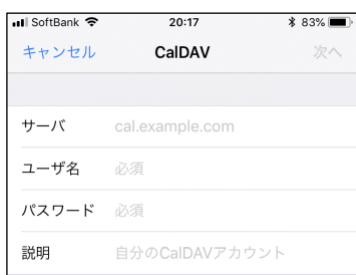 SoftBank 20:17 83%
キャンセル CalDAV 次へ
サーバ cal.example.com
ユーザ名 必須
パスワード 必須
説明 自分のCalDAVアカウント